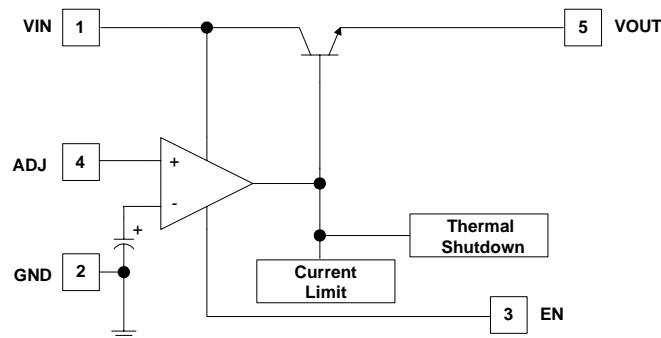 VIN 1 5 VOUT
ADJ 4 +
-
+
Thermal
Shutdown
GND 2
Current
Limit
3 EN